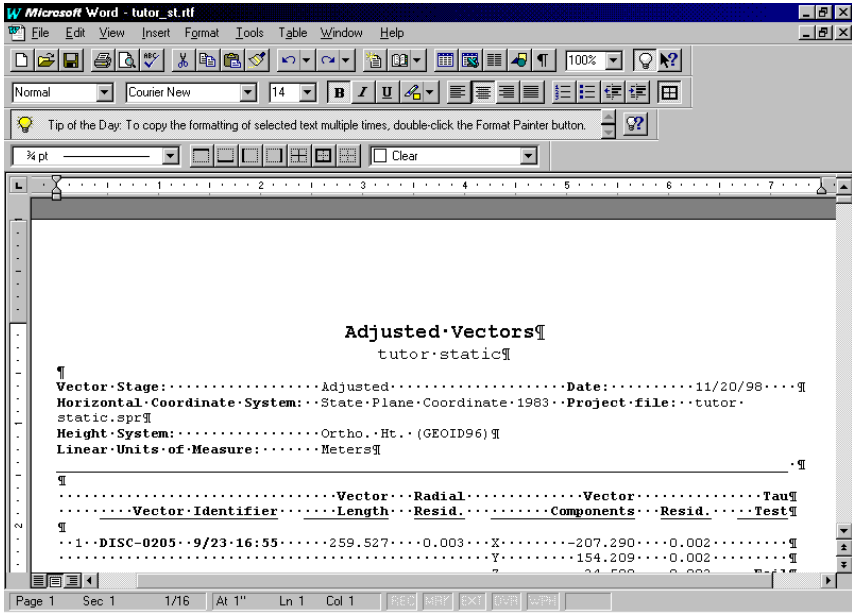 Microsoft Word - tutor_st.rtf
File Edit View Insert Format Tools Table Window Help
100%
Normal Courier New 14 B I U
Tip of the Day: To copy the formatting of selected text multiple times, double-click the Format Painter button.
¾ pt Clear
1 2 3 4 5 6 7
Adjusted·Vectors¶
tutor·static¶
¶
Vector·Stage:·················Adjusted····················Date:··········11/20/98····¶
Horizontal·Coordinate·System:··State·Plane·Coordinate·1983··Project·file:··tutor·
static.spr¶
Height·System:················Ortho.·Ht.·(GEOID96)¶
Linear·Units·of·Measure:·······Meters¶
·¶
¶
·······························Vector···Radial·············Vector···············Tau¶
·········Vector·Identifier·······Length···Resid.··········Components···Resid.·····Test¶
¶
··1··DISC-0205··9/23·16:55······259.527····0.003···X·······-207.290····0.002·········¶
Y········154.209····0.002·········¶
Page 1 Sec 1 1/16 At 1" Ln 1 Col 1 REC MRK EXT OVR WPH